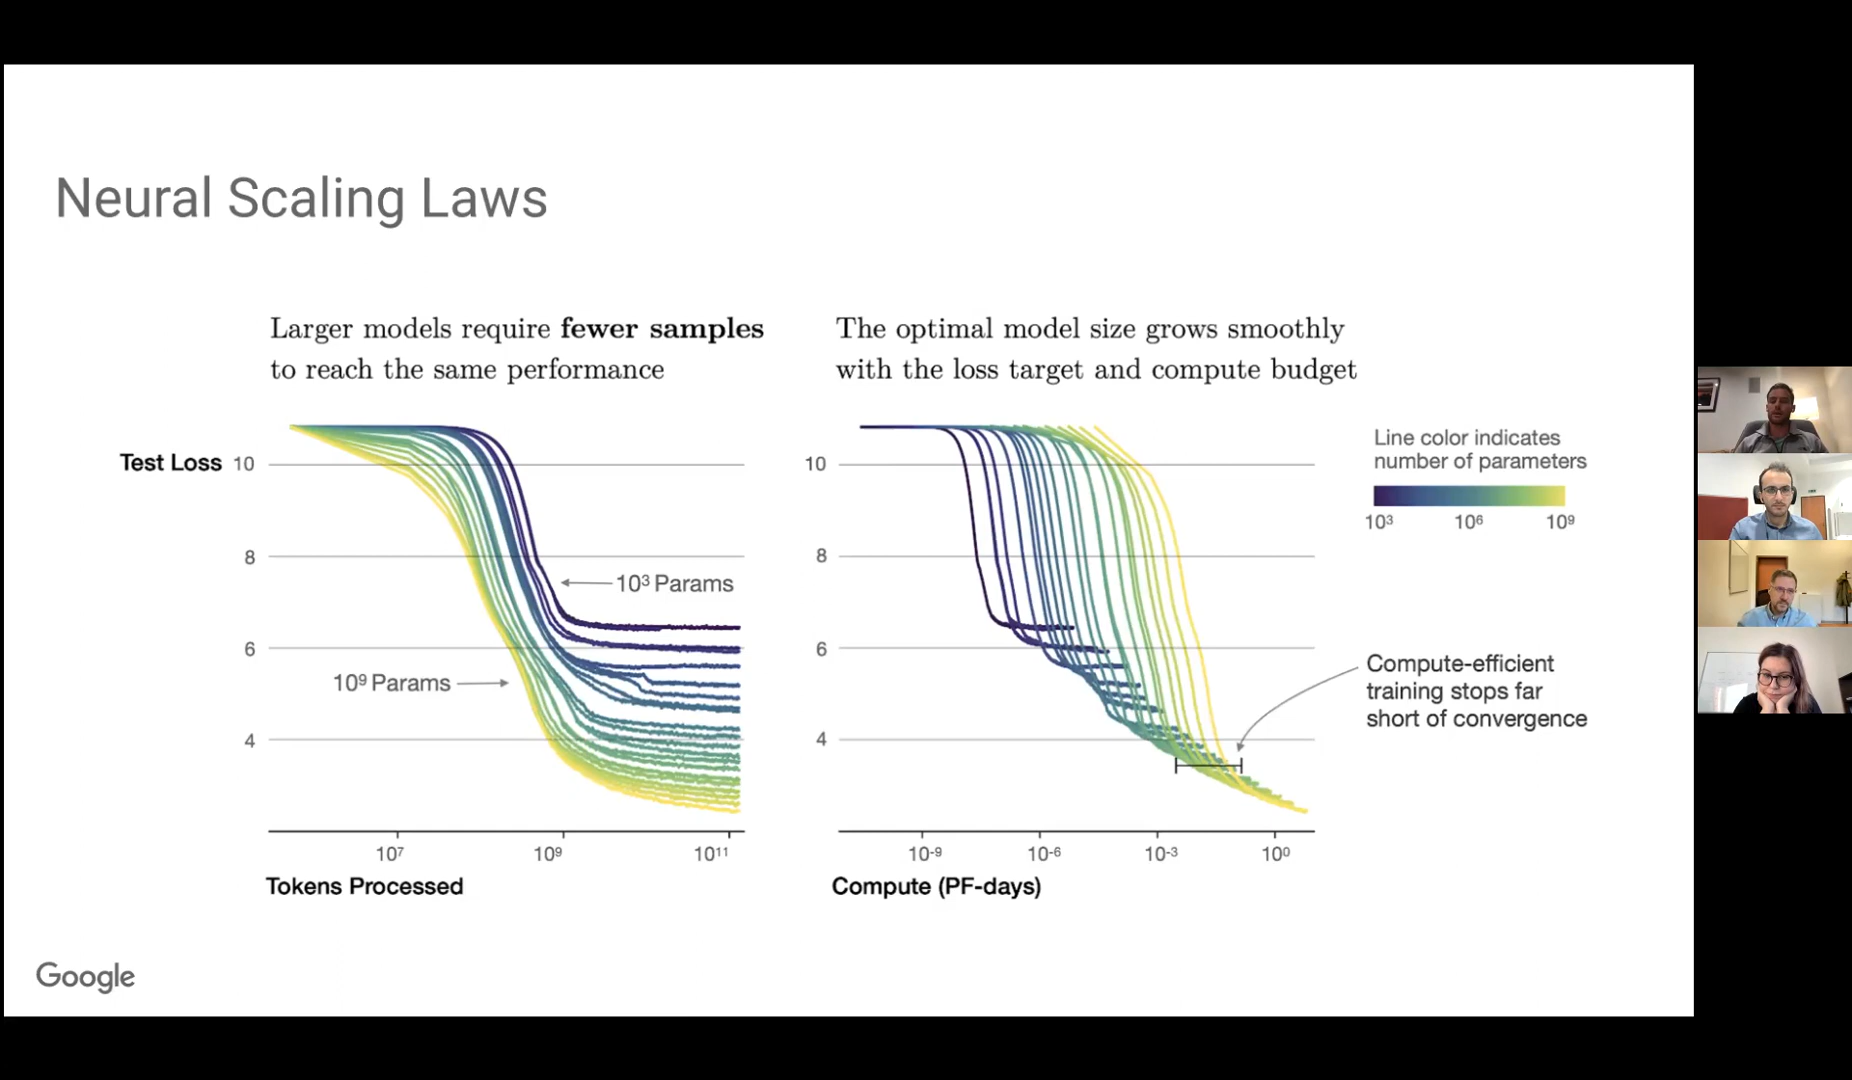 Neural Scaling Laws
Larger models require fewer samples
to reach the same performance
The optimal model size grows smoothly
with the loss target and compute budget
Test Loss
10
8
6
4
10³ Params
10⁹ Params
10⁷
10⁹
10¹¹
Tokens Processed
10
8
6
4
10⁻⁹
10⁻⁶
10⁻³
10⁰
Compute (PF-days)
Line color indicates
number of parameters
10³
10⁶
10⁹
Compute-efficient
training stops far
short of convergence
Google